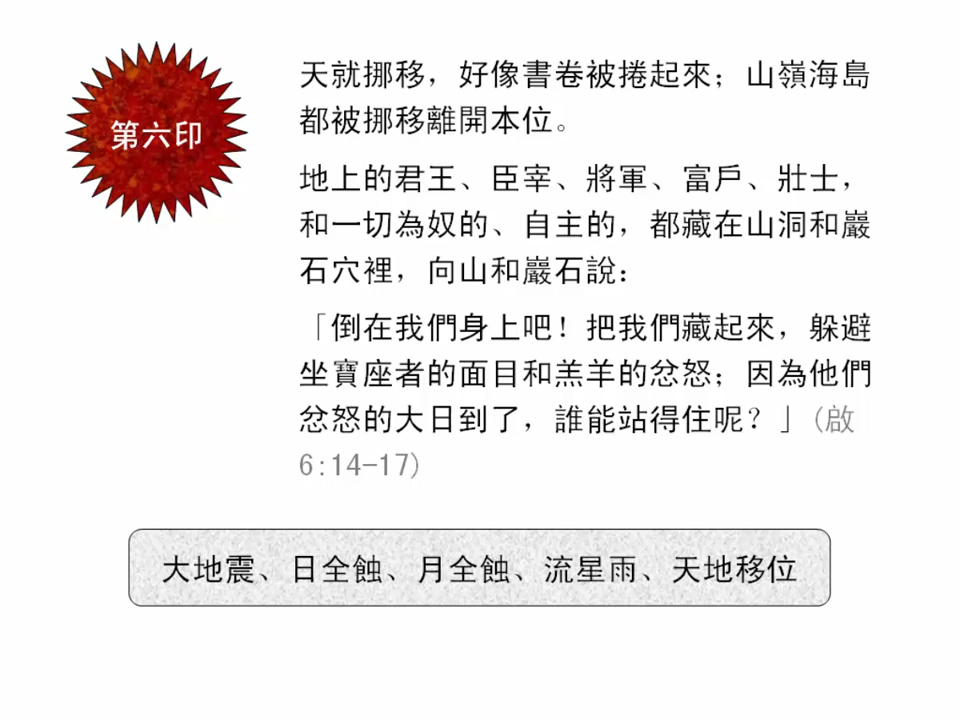 第六印
天就挪移，好像書卷被捲起來；山嶺海島
都被挪移離開本位。
地上的君王、臣宰、將軍、富戶、壯士，
和一切為奴的、自主的，都藏在山洞和巖
石穴裡，向山和巖石說：
「倒在我們身上吧！把我們藏起來，躲避
坐寶座者的面目和羔羊的忿怒；因為他們
忿怒的大日到了，誰能站得住呢？」(啟
6:14-17)
大地震、日全蝕、月全蝕、流星雨、天地移位